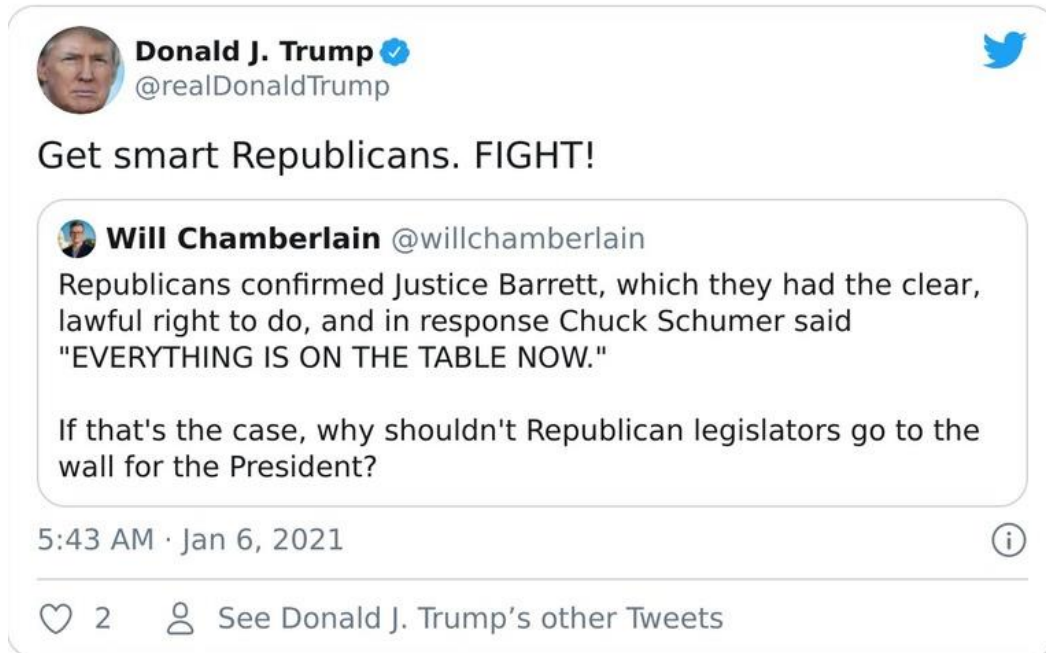 Donald J. Trump
@realDonaldTrump
Get smart Republicans. FIGHT!
Will Chamberlain @willchamberlain
Republicans confirmed Justice Barrett, which they had the clear,
lawful right to do, and in response Chuck Schumer said
"EVERYTHING IS ON THE TABLE NOW."
If that's the case, why shouldn't Republican legislators go to the
wall for the President?
5:43 AM · Jan 6, 2021
2 See Donald J. Trump’s other Tweets